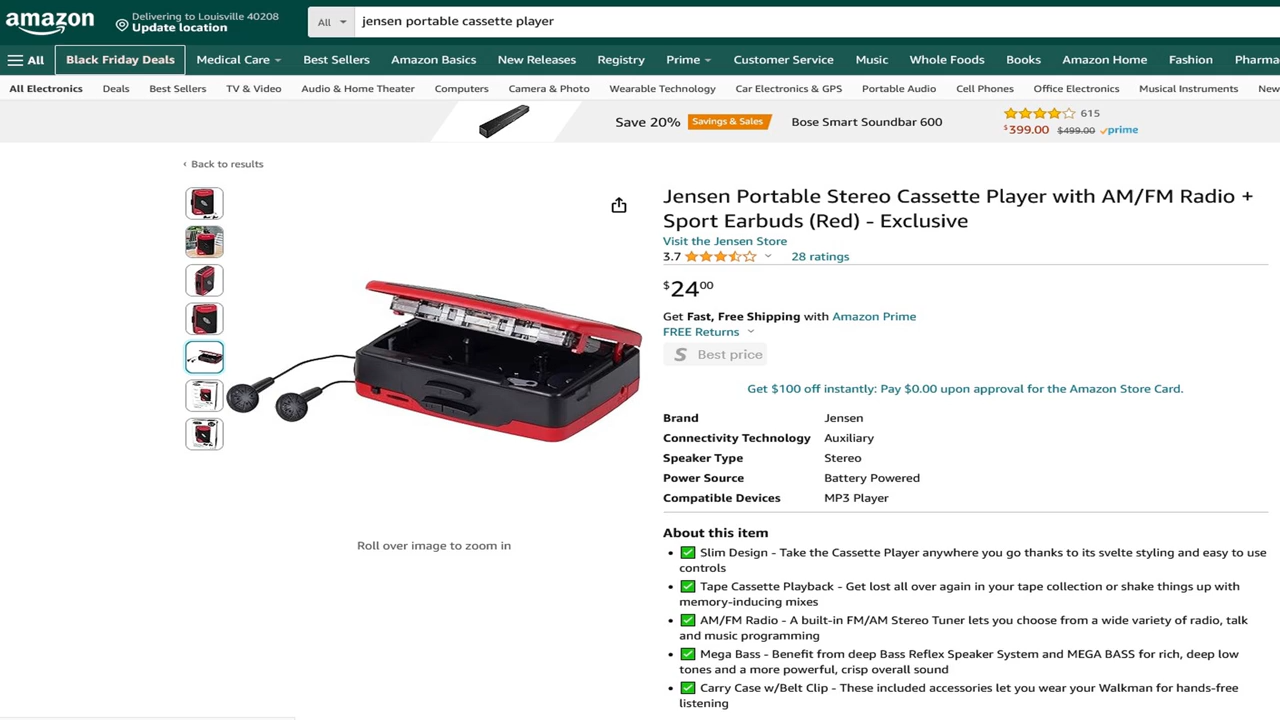 amazon
Delivering to Louisville 40208
Update location
All
jensen portable cassette player
All
Black Friday Deals
Medical Care
Best Sellers
Amazon Basics
New Releases
Registry
Prime
Customer Service
Music
Whole Foods
Books
Amazon Home
Fashion
Pharma
All Electronics
Deals
Best Sellers
TV & Video
Audio & Home Theater
Computers
Camera & Photo
Wearable Technology
Car Electronics & GPS
Portable Audio
Cell Phones
Office Electronics
Musical Instruments
New
Save 20%
Savings & Sales
Bose Smart Soundbar 600
615
$399.00 $499.00 prime
‹ Back to results
Jensen Portable Stereo Cassette Player with AM/FM Radio +
Sport Earbuds (Red) - Exclusive
Visit the Jensen Store
3.7 28 ratings
$2400
Get Fast, Free Shipping with Amazon Prime
FREE Returns
S Best price
Get $100 off instantly: Pay $0.00 upon approval for the Amazon Store Card.
Brand Jensen
Connectivity Technology Auxiliary
Speaker Type Stereo
Power Source Battery Powered
Compatible Devices MP3 Player
Roll over image to zoom in
About this item
• ✅ Slim Design - Take the Cassette Player anywhere you go thanks to its svelte styling and easy to use
controls
• ✅ Tape Cassette Playback - Get lost all over again in your tape collection or shake things up with
memory-inducing mixes
• ✅ AM/FM Radio - A built-in FM/AM Stereo Tuner lets you choose from a wide variety of radio, talk
and music programming
• ✅ Mega Bass - Benefit from deep Bass Reflex Speaker System and MEGA BASS for rich, deep low
tones and a more powerful, crisp overall sound
• ✅ Carry Case w/Belt Clip - These included accessories let you wear your Walkman for hands-free
listening